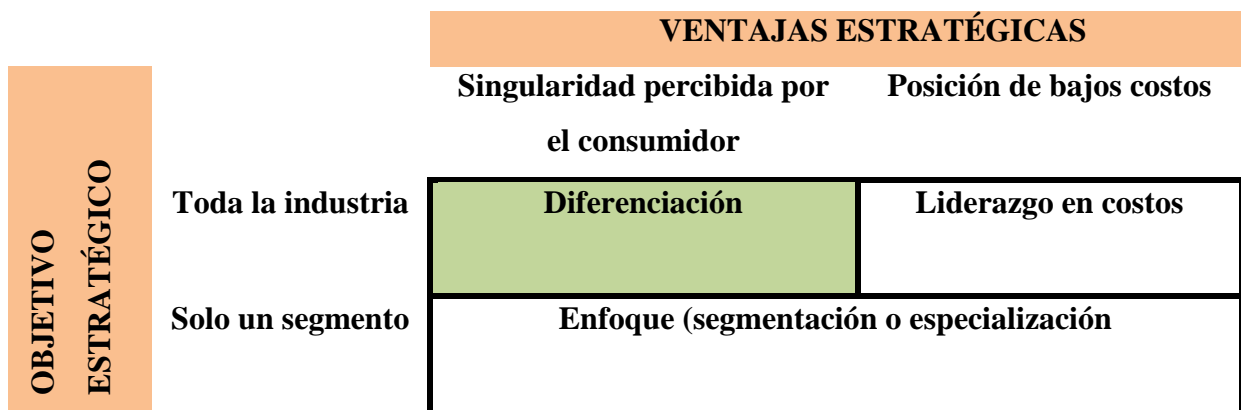 VENTAJAS ESTRATÉGICAS
Singularidad percibida por
el consumidor
Posición de bajos costos
OBJETIVO
ESTRATÉGICO
Toda la industria
Diferenciación
Liderazgo en costos
Solo un segmento
Enfoque (segmentación o especialización